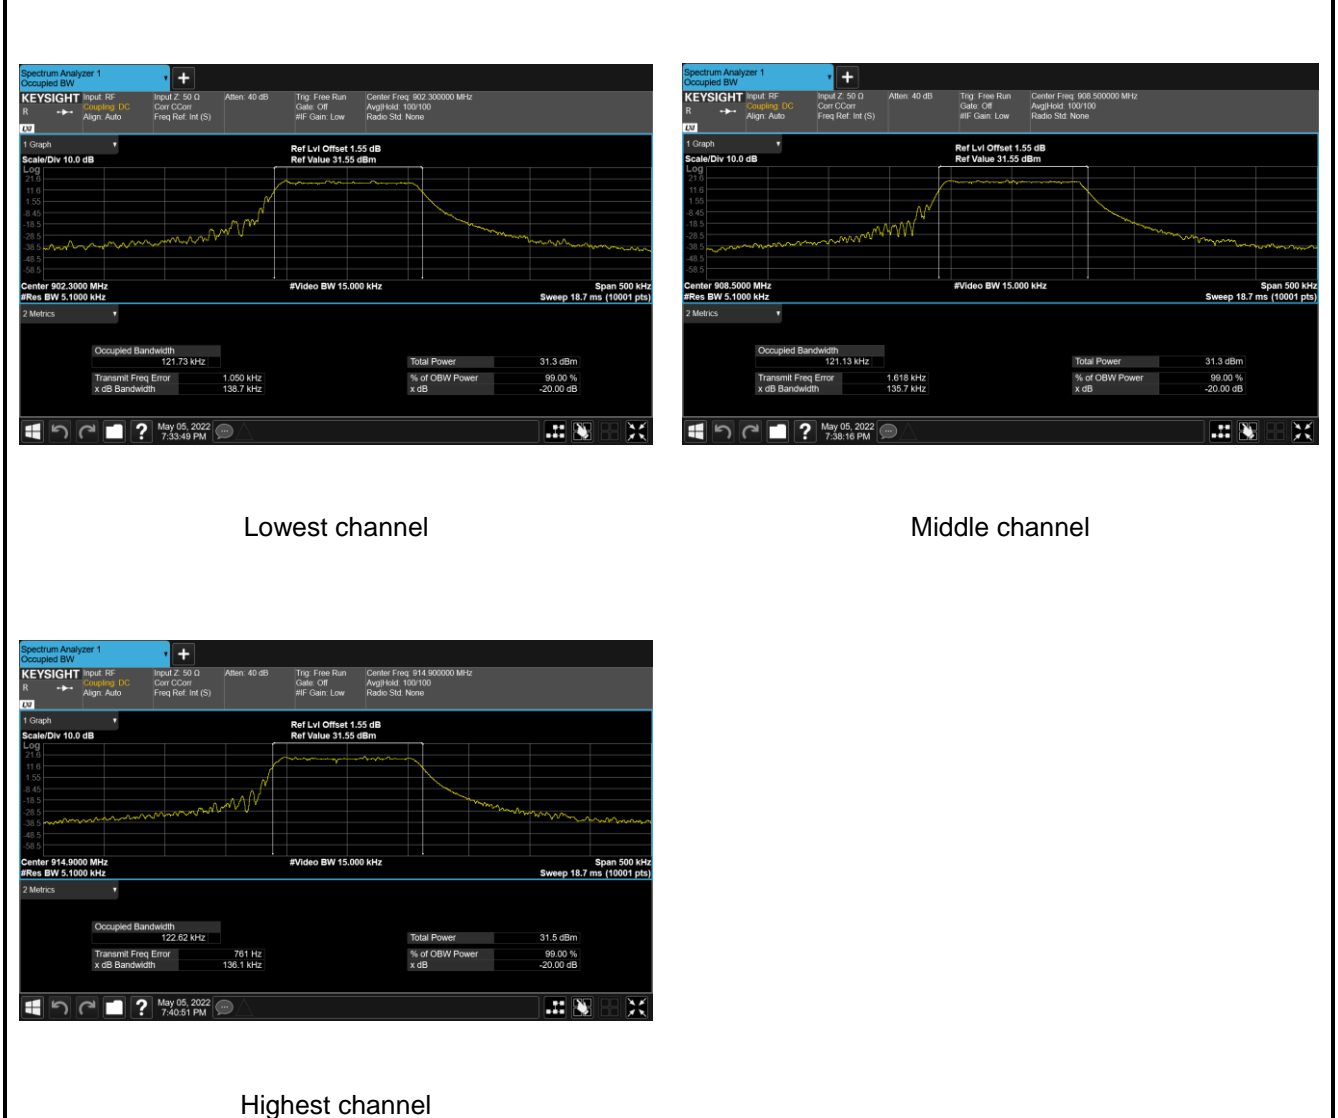 Spectrum Analyzer 1
Occupied BW
KEYSIGHT
R
LXI
Input: RF
Coupling: DC
Align: Auto
Input Z: 50 Ω
Corr CCorr
Freq Ref: Int (S)
Atten: 40 dB
Trig: Free Run
Gate: Off
#IF Gain: Low
Center Freq: 902.300000 MHz
Avg|Hold: 100/100
Radio Std: None
1 Graph
Scale/Div 10.0 dB
Ref Lvl Offset 1.55 dB
Ref Value 31.55 dBm
Log
21.6
11.6
1.55
-8.45
-18.5
-28.5
-38.5
-48.5
-58.5
Center 902.3000 MHz
#Res BW 5.1000 kHz
#Video BW 15.000 kHz
Span 500 kHz
Sweep 18.7 ms (10001 pts)
2 Metrics
Occupied Bandwidth
121.73 kHz
Transmit Freq Error 1.050 kHz
x dB Bandwidth 138.7 kHz
Total Power 31.3 dBm
% of OBW Power 99.00 %
x dB -20.00 dB
?
May 05, 2022
7:33:49 PM
Lowest channel
Spectrum Analyzer 1
Occupied BW
KEYSIGHT
R
LXI
Input: RF
Coupling: DC
Align: Auto
Input Z: 50 Ω
Corr CCorr
Freq Ref: Int (S)
Atten: 40 dB
Trig: Free Run
Gate: Off
#IF Gain: Low
Center Freq: 908.500000 MHz
Avg|Hold: 100/100
Radio Std: None
1 Graph
Scale/Div 10.0 dB
Ref Lvl Offset 1.55 dB
Ref Value 31.55 dBm
Log
21.6
11.6
1.55
-8.45
-18.5
-28.5
-38.5
-48.5
-58.5
Center 908.5000 MHz
#Res BW 5.1000 kHz
#Video BW 15.000 kHz
Span 500 kHz
Sweep 18.7 ms (10001 pts)
2 Metrics
Occupied Bandwidth
121.13 kHz
Transmit Freq Error 1.618 kHz
x dB Bandwidth 135.7 kHz
Total Power 31.3 dBm
% of OBW Power 99.00 %
x dB -20.00 dB
?
May 05, 2022
7:38:16 PM
Middle channel
Spectrum Analyzer 1
Occupied BW
KEYSIGHT
R
LXI
Input: RF
Coupling: DC
Align: Auto
Input Z: 50 Ω
Corr CCorr
Freq Ref: Int (S)
Atten: 40 dB
Trig: Free Run
Gate: Off
#IF Gain: Low
Center Freq: 914.900000 MHz
Avg|Hold: 100/100
Radio Std: None
1 Graph
Scale/Div 10.0 dB
Ref Lvl Offset 1.55 dB
Ref Value 31.55 dBm
Log
21.6
11.6
1.55
-8.45
-18.5
-28.5
-38.5
-48.5
-58.5
Center 914.9000 MHz
#Res BW 5.1000 kHz
#Video BW 15.000 kHz
Span 500 kHz
Sweep 18.7 ms (10001 pts)
2 Metrics
Occupied Bandwidth
122.62 kHz
Transmit Freq Error 761 Hz
x dB Bandwidth 136.1 kHz
Total Power 31.5 dBm
% of OBW Power 99.00 %
x dB -20.00 dB
?
May 05, 2022
7:40:51 PM
Highest channel